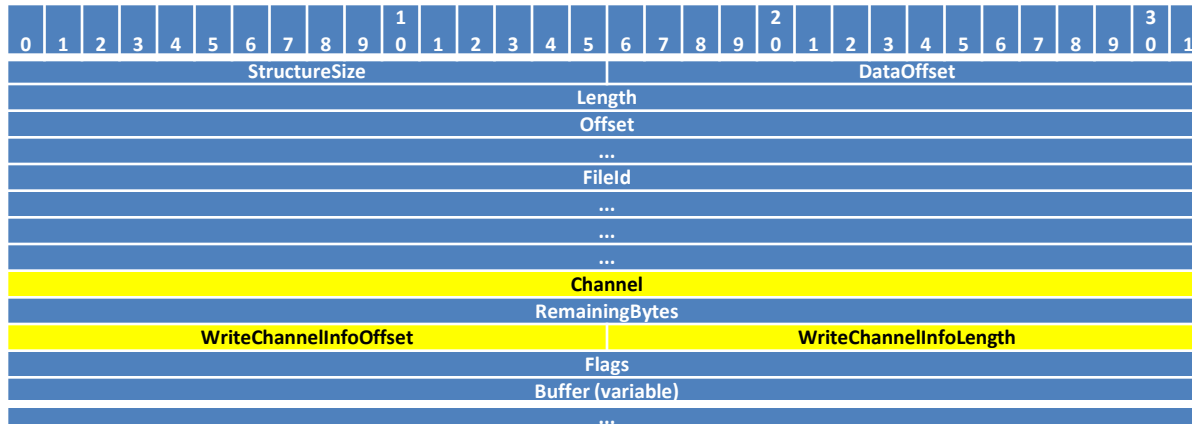 1 2 3
0 1 2 3 4 5 6 7 8 9 0 1 2 3 4 5 6 7 8 9 0 1 2 3 4 5 6 7 8 9 0 1
StructureSize DataOffset
Length
Offset
...
FileId
...
...
...
Channel
RemainingBytes
WriteChannelInfoOffset WriteChannelInfoLength
Flags
Buffer (variable)
...